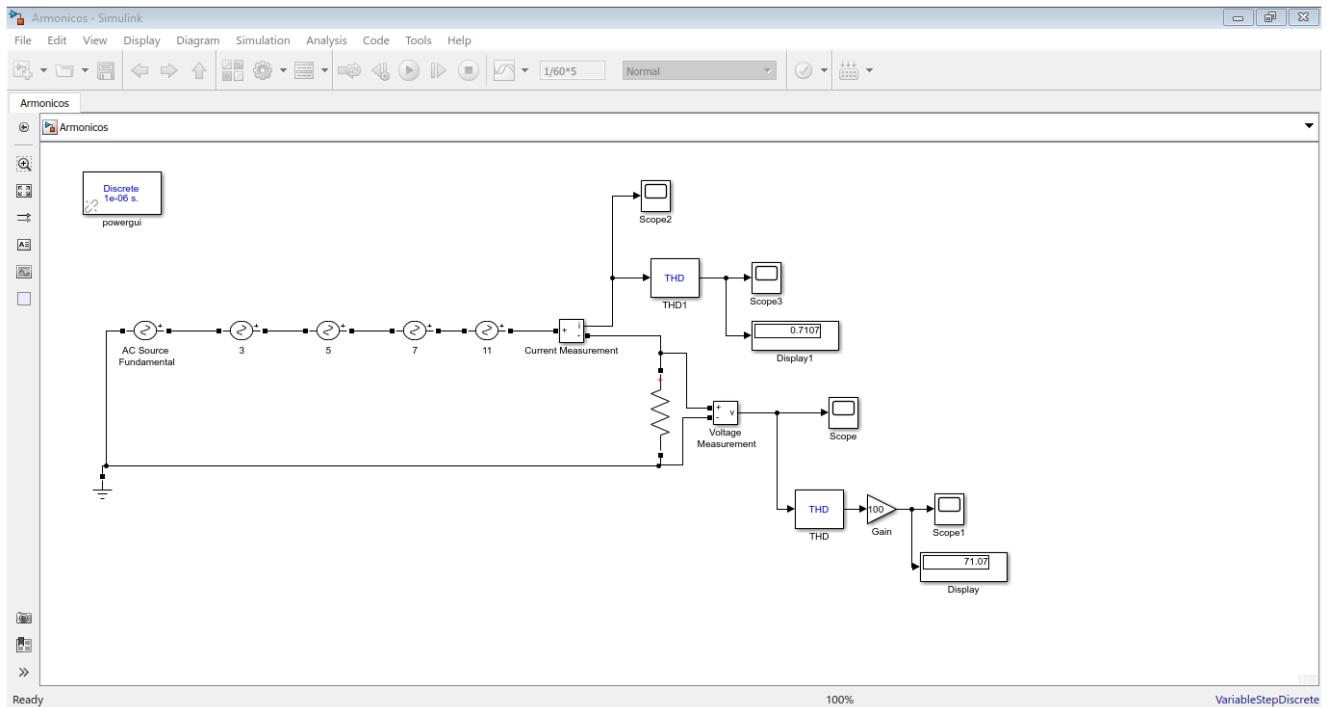 Armonicos - Simulink
File Edit View Display Diagram Simulation Analysis Code Tools Help
1/60*5 Normal
Armonicos
Armonicos
Discrete
1e-06 s.
powergui
Scope2
THD
THD1
Scope3
0.7107
Display1
AC Source
Fundamental
3
5
7
11
i
+
-
Current Measurement
+
+
-
v
Voltage
Measurement
Scope
THD
THD
100
Gain
Scope1
71.07
Display
Ready 100% VariableStepDiscrete